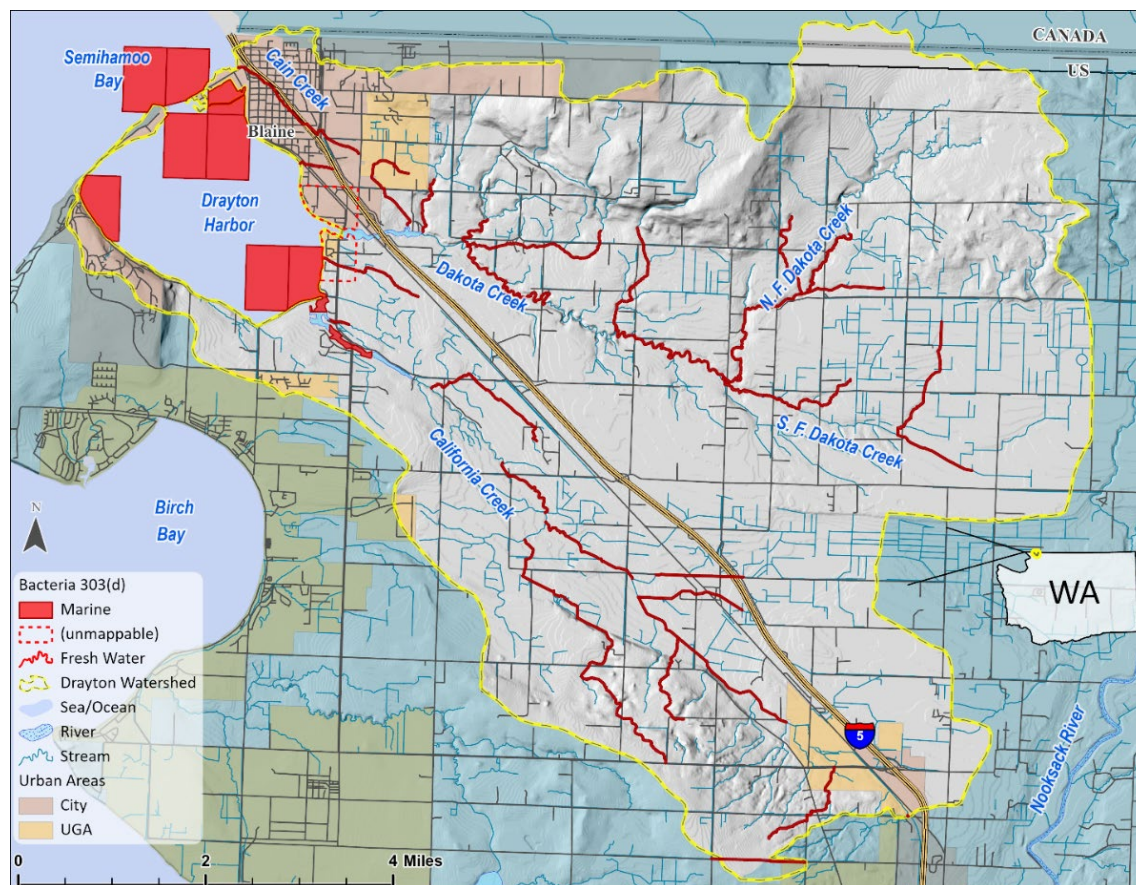 CANADA
US
Semihamoo
Bay
Cain Creek
Blaine
Drayton
Harbor
Dakota Creek
N. F. Dakota Creek
S. F. Dakota Creek
California Creek
Birch
Bay
N
WA
Nooksack River
5
Bacteria 303(d)
Marine
(unmappable)
Fresh Water
Drayton Watershed
Sea/Ocean
River
Stream
Urban Areas
City
UGA
0 2 4 Miles